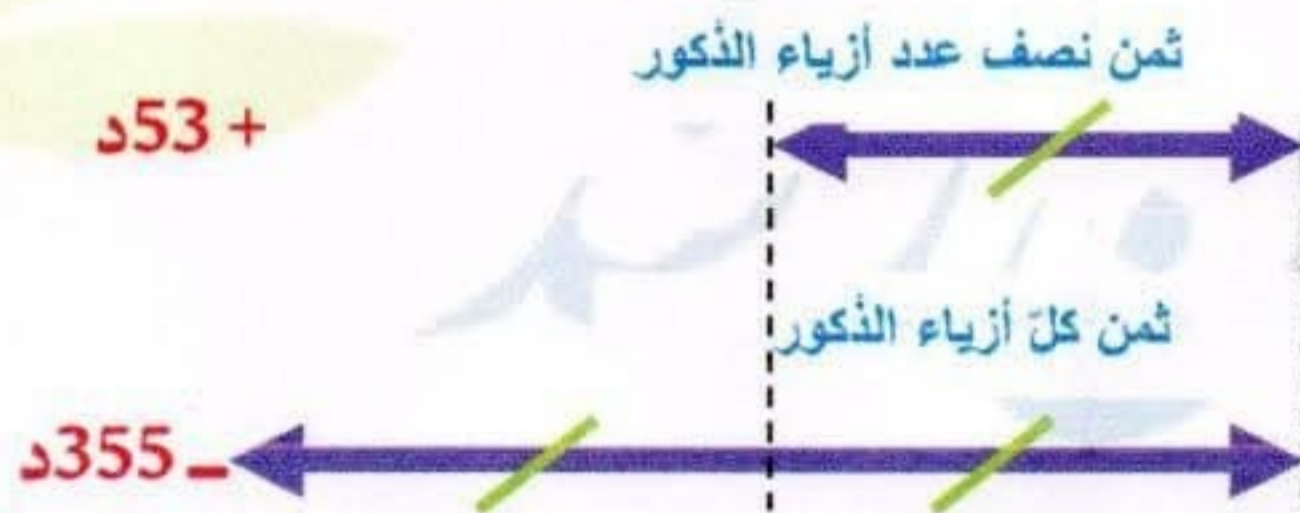 ثمن نصف عدد أزياء الذكور
+ 53د
ثمن كلّ أزياء الذكور
ـ 355د